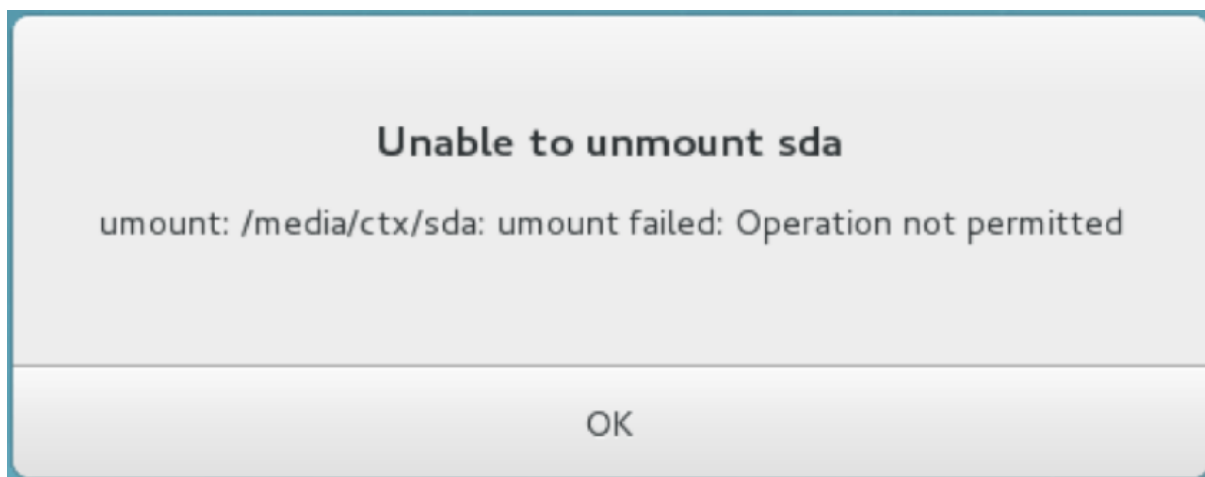 Unable to unmount sda
umount: /media/ctx/sda: umount failed: Operation not permitted
OK